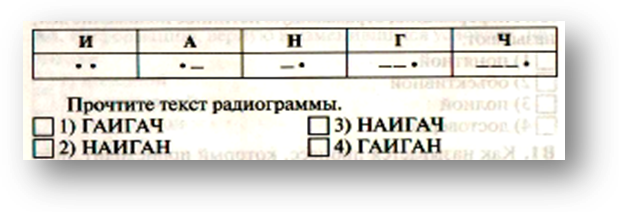 И А Н Г Ч
•• •— —• ——• ———•
Прочтите текст радиограммы.
1) ГАИГАЧ 3) НАИГАЧ
2) НАИГАН 4) ГАИГАН